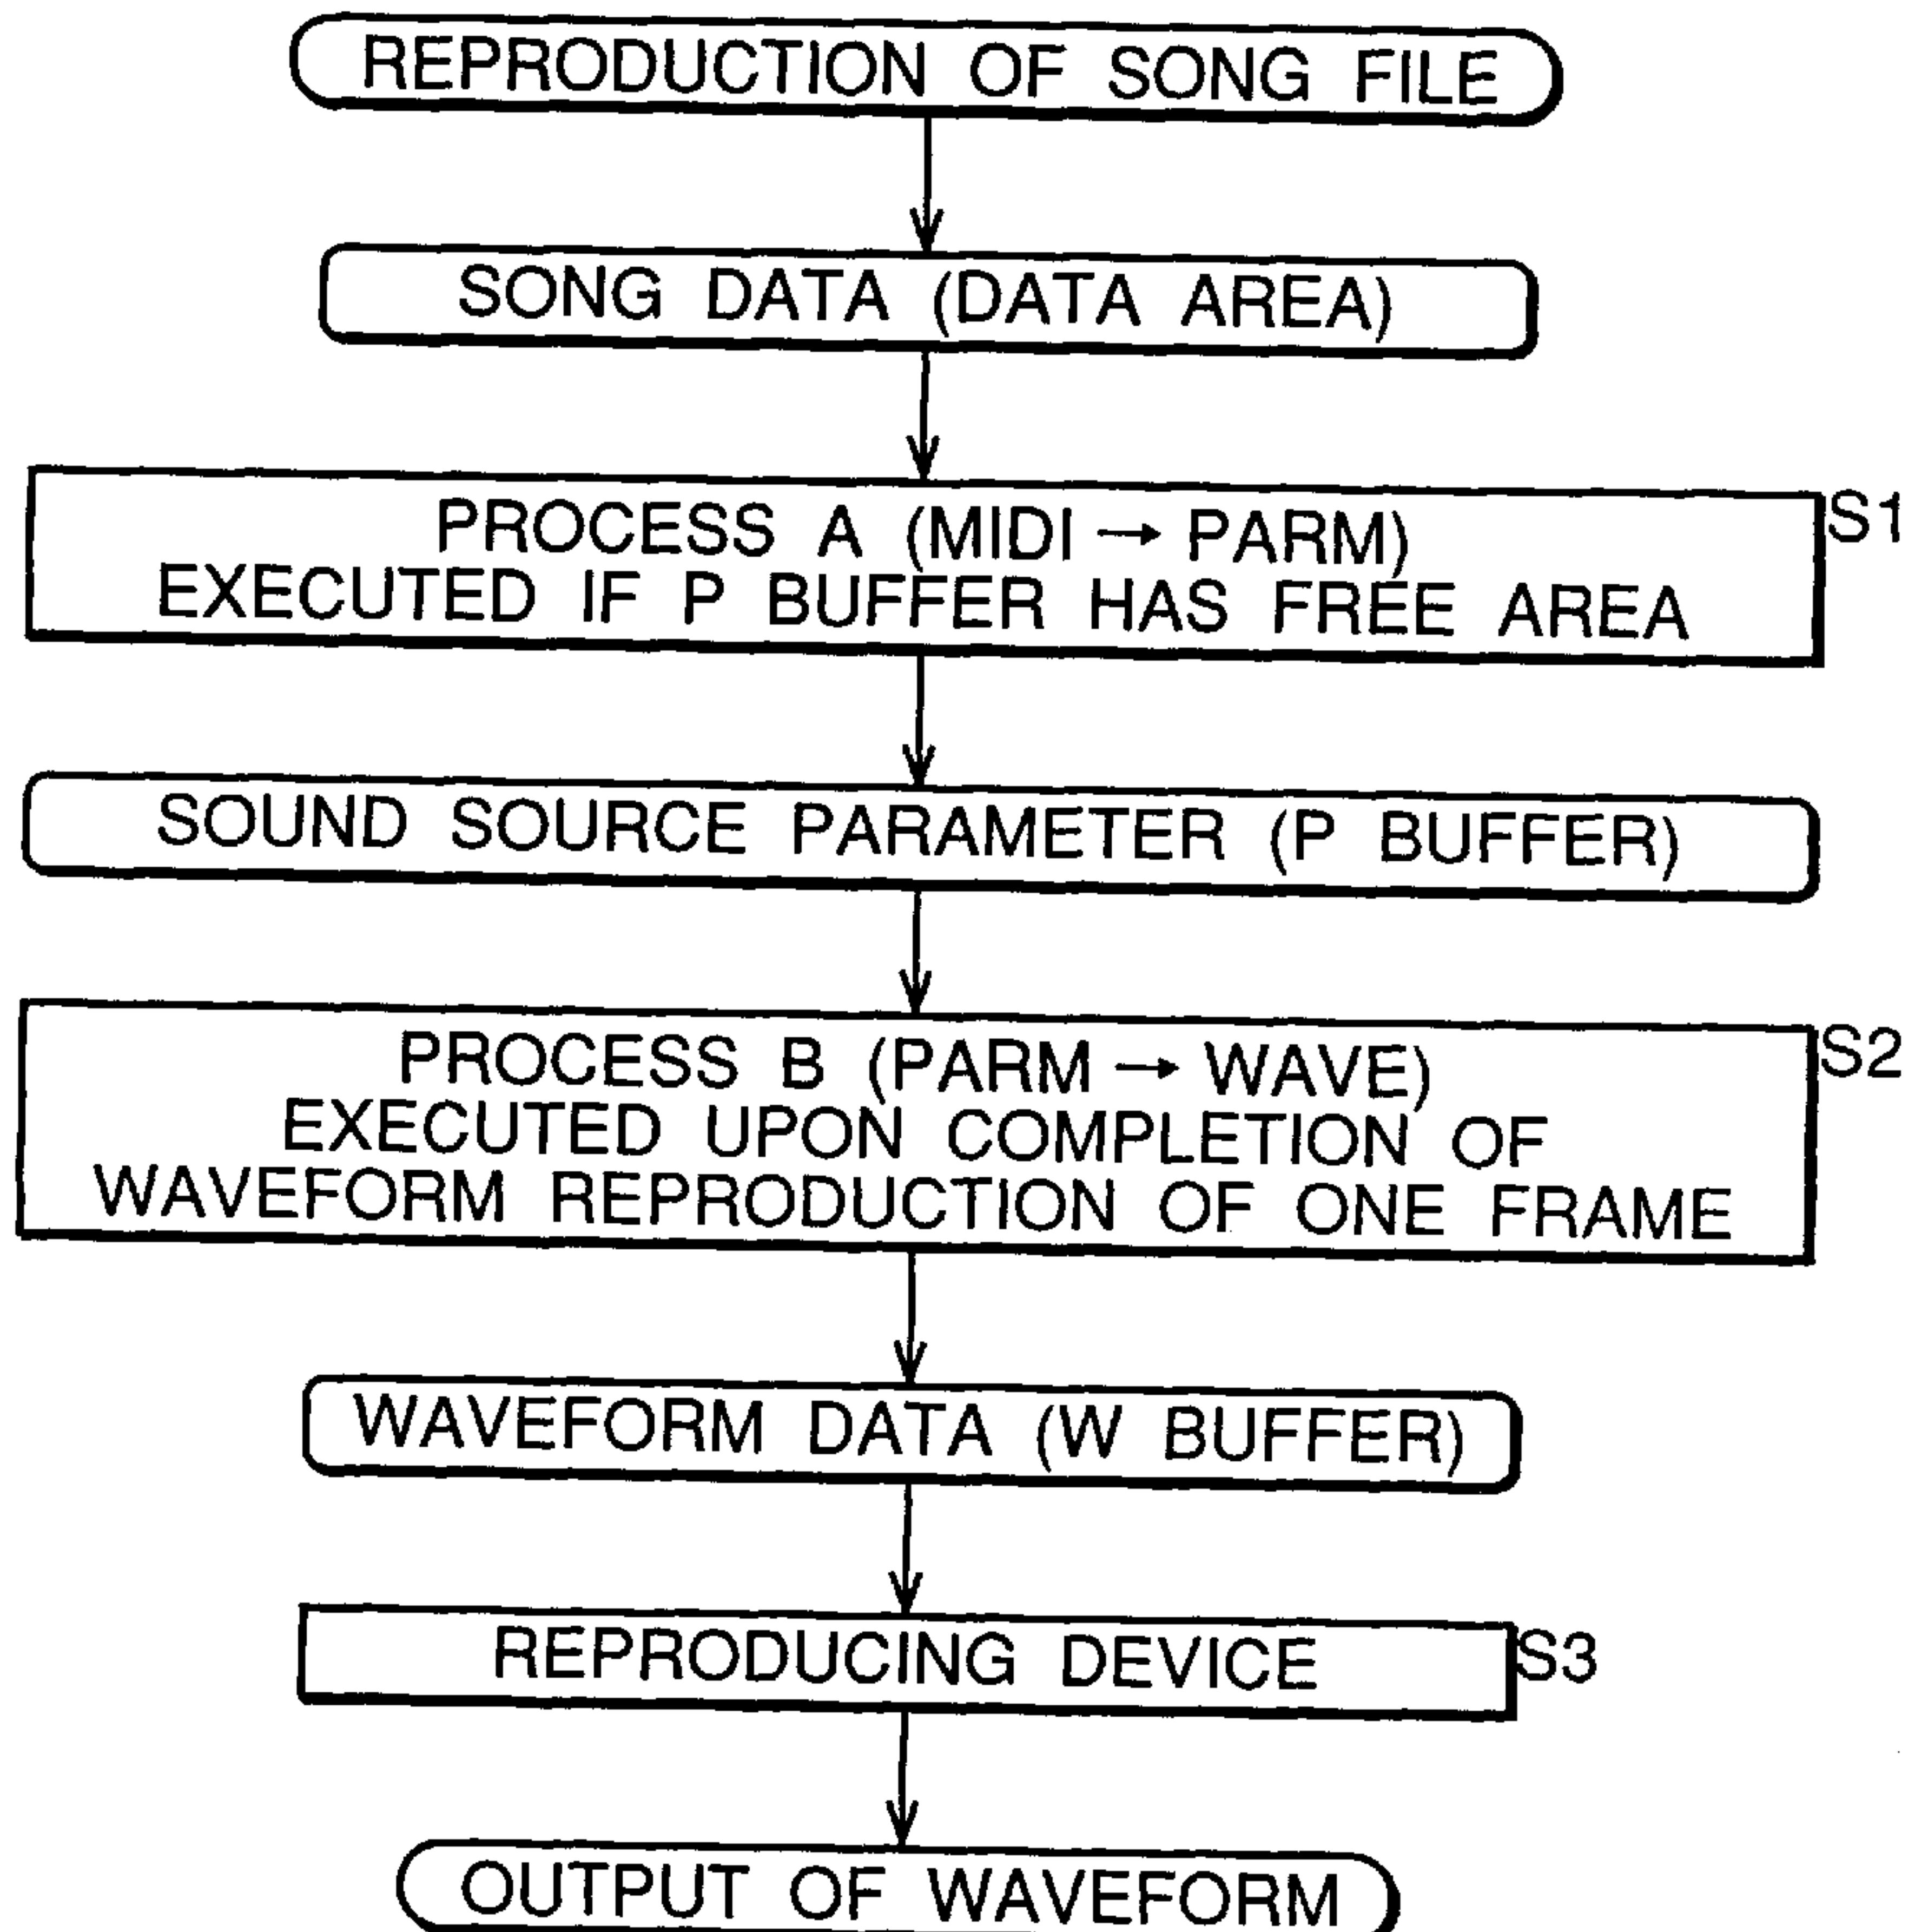 REPRODUCTION OF SONG FILE
SONG DATA (DATA AREA)
PROCESS A (MIDI → PARM)
EXECUTED IF P BUFFER HAS FREE AREA
S1
SOUND SOURCE PARAMETER (P BUFFER)
PROCESS B (PARM → WAVE)
EXECUTED UPON COMPLETION OF
WAVEFORM REPRODUCTION OF ONE FRAME
S2
WAVEFORM DATA (W BUFFER)
REPRODUCING DEVICE
S3
OUTPUT OF WAVEFORM